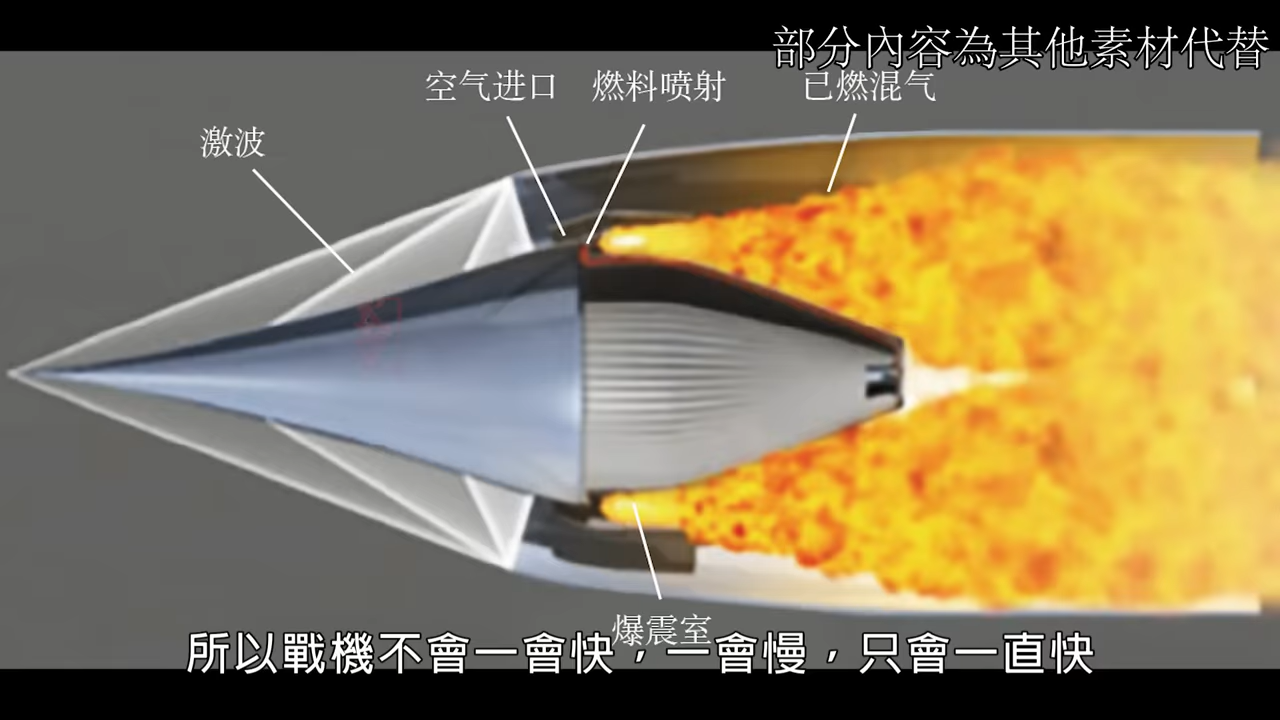 部分內容為其他素材代替
空气进口 燃料喷射 已燃混气
激波
爆震室
所以戰機不會一會快，一會慢，只會一直快